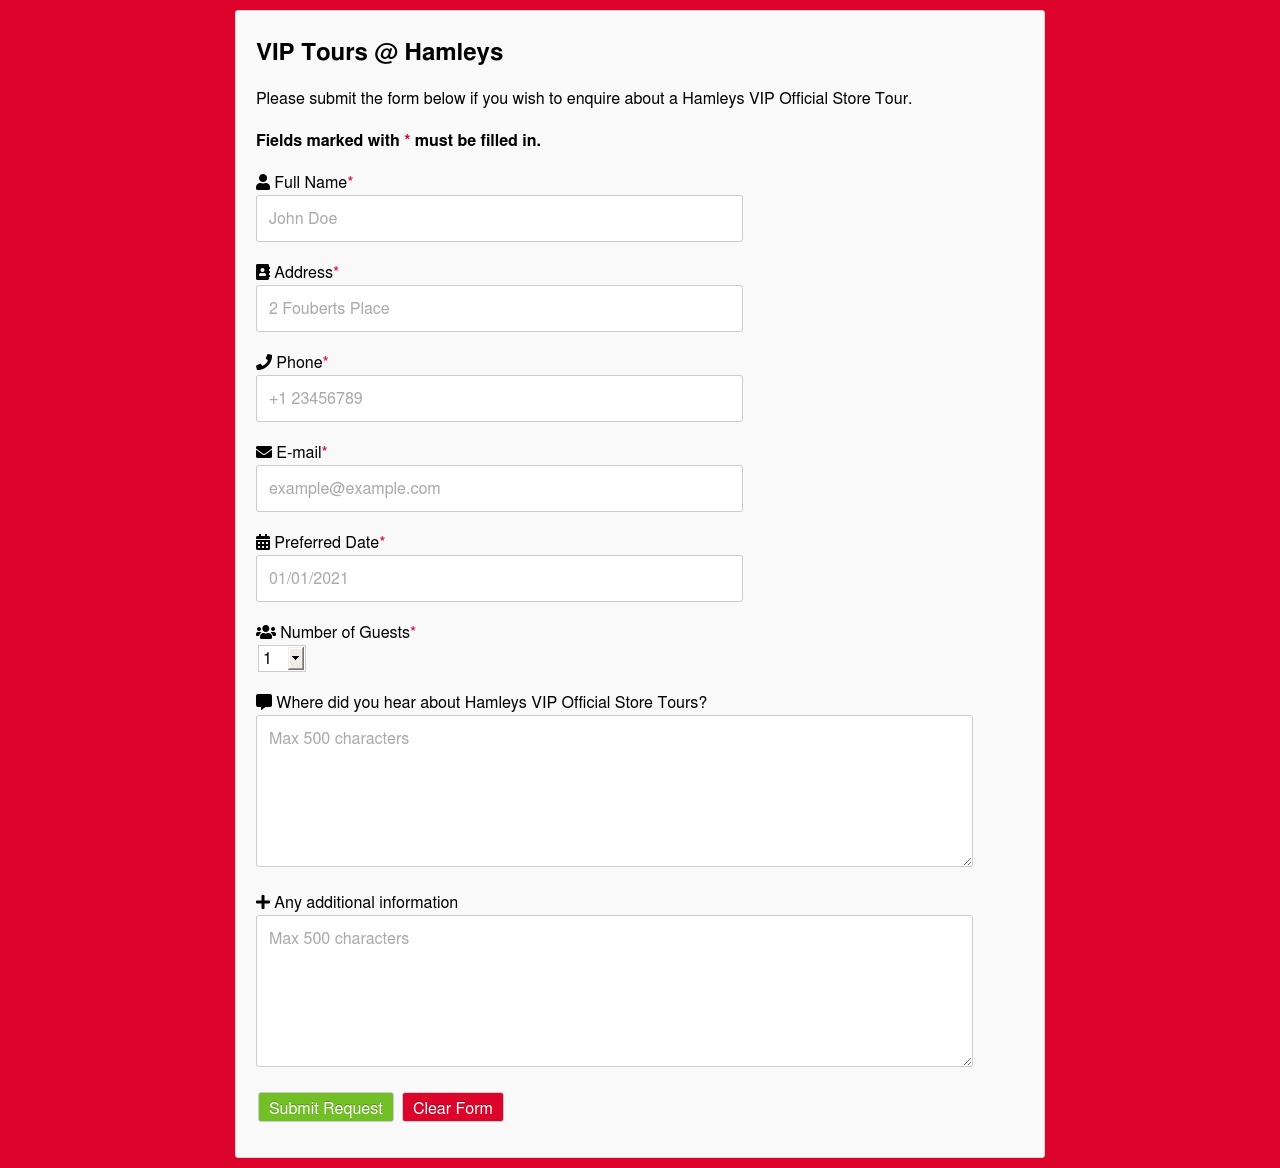 VIP Tours @ Hamleys
Please submit the form below if you wish to enquire about a Hamleys VIP Official Store Tour.
Fields marked with * must be filled in.
Full Name*
John Doe
Address*
2 Fouberts Place
Phone*
+1 23456789
E-mail*
example@example.com
Preferred Date*
01/01/2021
Number of Guests*
1
Where did you hear about Hamleys VIP Official Store Tours?
Max 500 characters
Any additional information
Max 500 characters
Submit Request Clear Form